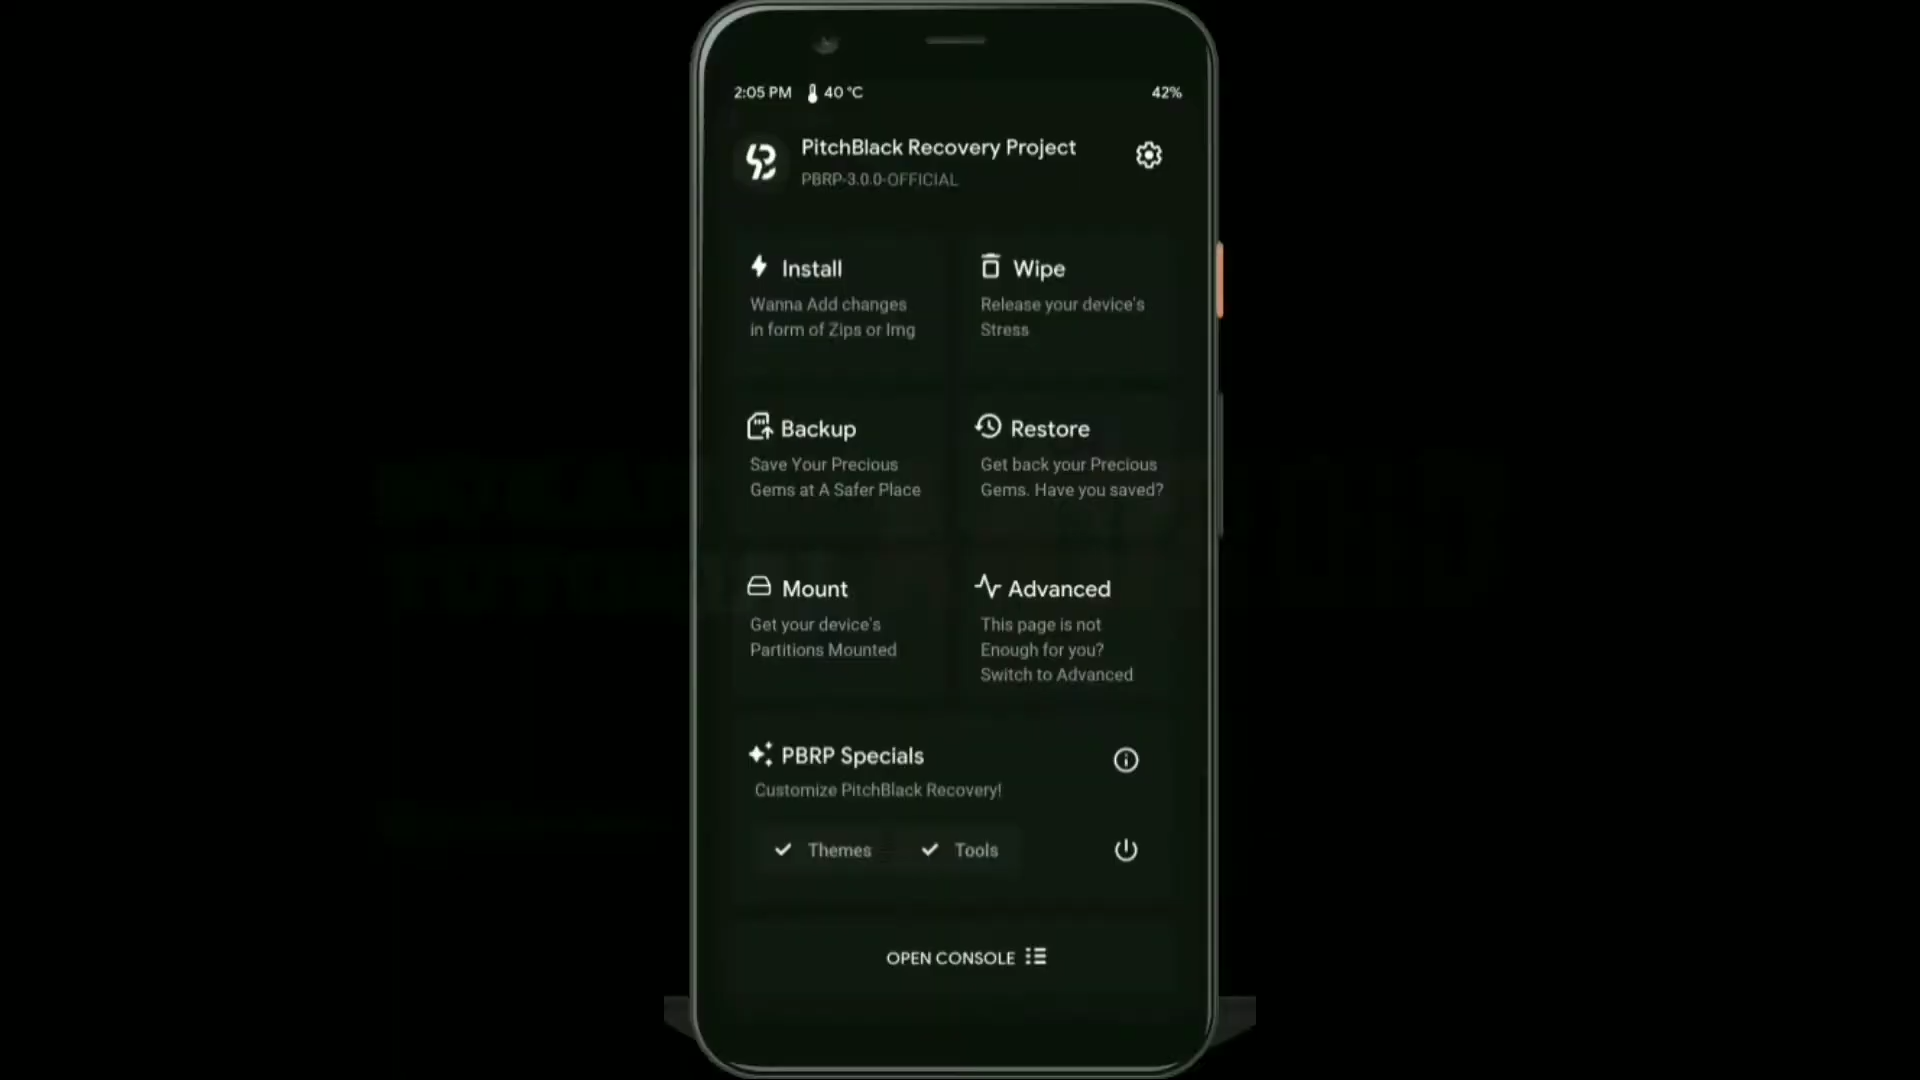 2:05 PM 40 °C 42%
PitchBlack Recovery Project
PBRP-3.0.0-OFFICIAL
Install
Wanna Add changes
in form of Zips or Img
Wipe
Release your device's
Stress
Backup
Save Your Precious
Gems at A Safer Place
Restore
Get back your Precious
Gems. Have you saved?
Mount
Get your device's
Partitions Mounted
Advanced
This page is not
Enough for you?
Switch to Advanced
PBRP Specials
Customize PitchBlack Recovery!
Themes Tools
OPEN CONSOLE